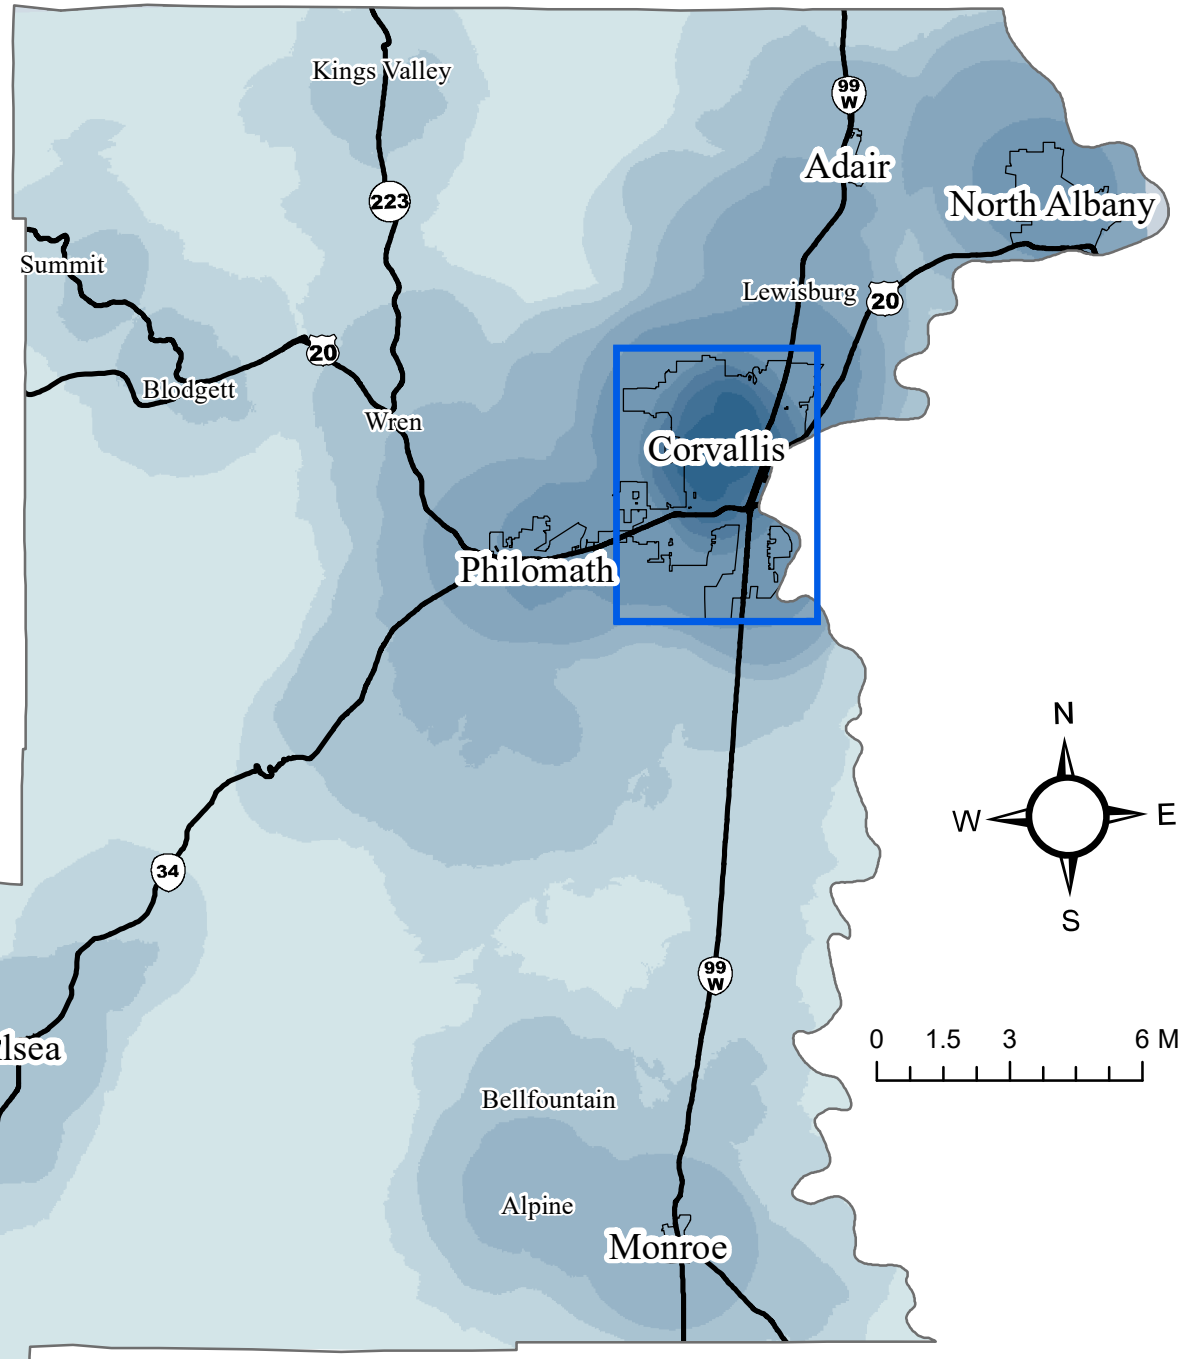 Kings Valley
99
W
Adair
223
North Albany
Summit
Lewisburg
20
20
Blodgett
Wren
Corvallis
Philomath
N
W
E
S
34
99
W
0 1.5 3 6 M
lsea
Bellfountain
Alpine
Monroe